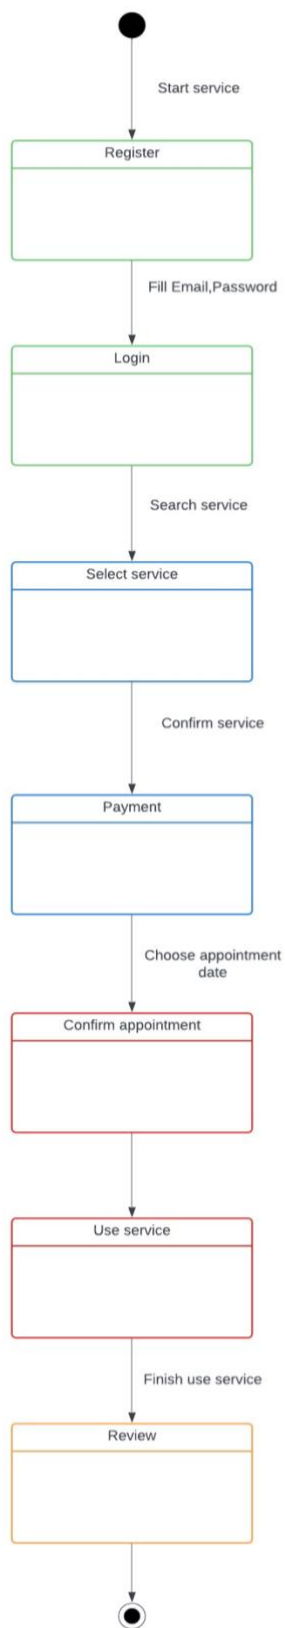 Start service
Register
Fill Email,Password
Login
Search service
Select service
Confirm service
Payment
Choose appointment
date
Confirm appointment
Use service
Finish use service
Review